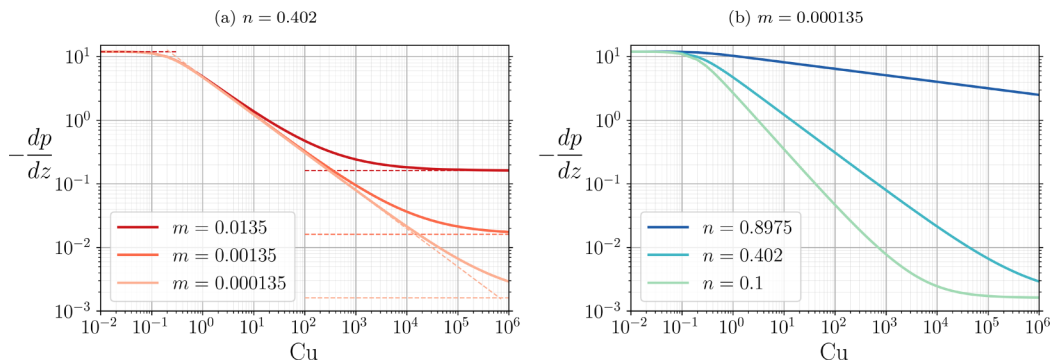 (a) n = 0.402
(b) m = 0.000135
10^1
10^0
10^−1
10^−2
10^−3
−dp/dz
m = 0.0135
m = 0.00135
m = 0.000135
10^−2 10^−1 10^0 10^1 10^2 10^3 10^4 10^5 10^6
Cu
10^1
10^0
10^−1
10^−2
10^−3
−dp/dz
n = 0.8975
n = 0.402
n = 0.1
10^−2 10^−1 10^0 10^1 10^2 10^3 10^4 10^5 10^6
Cu